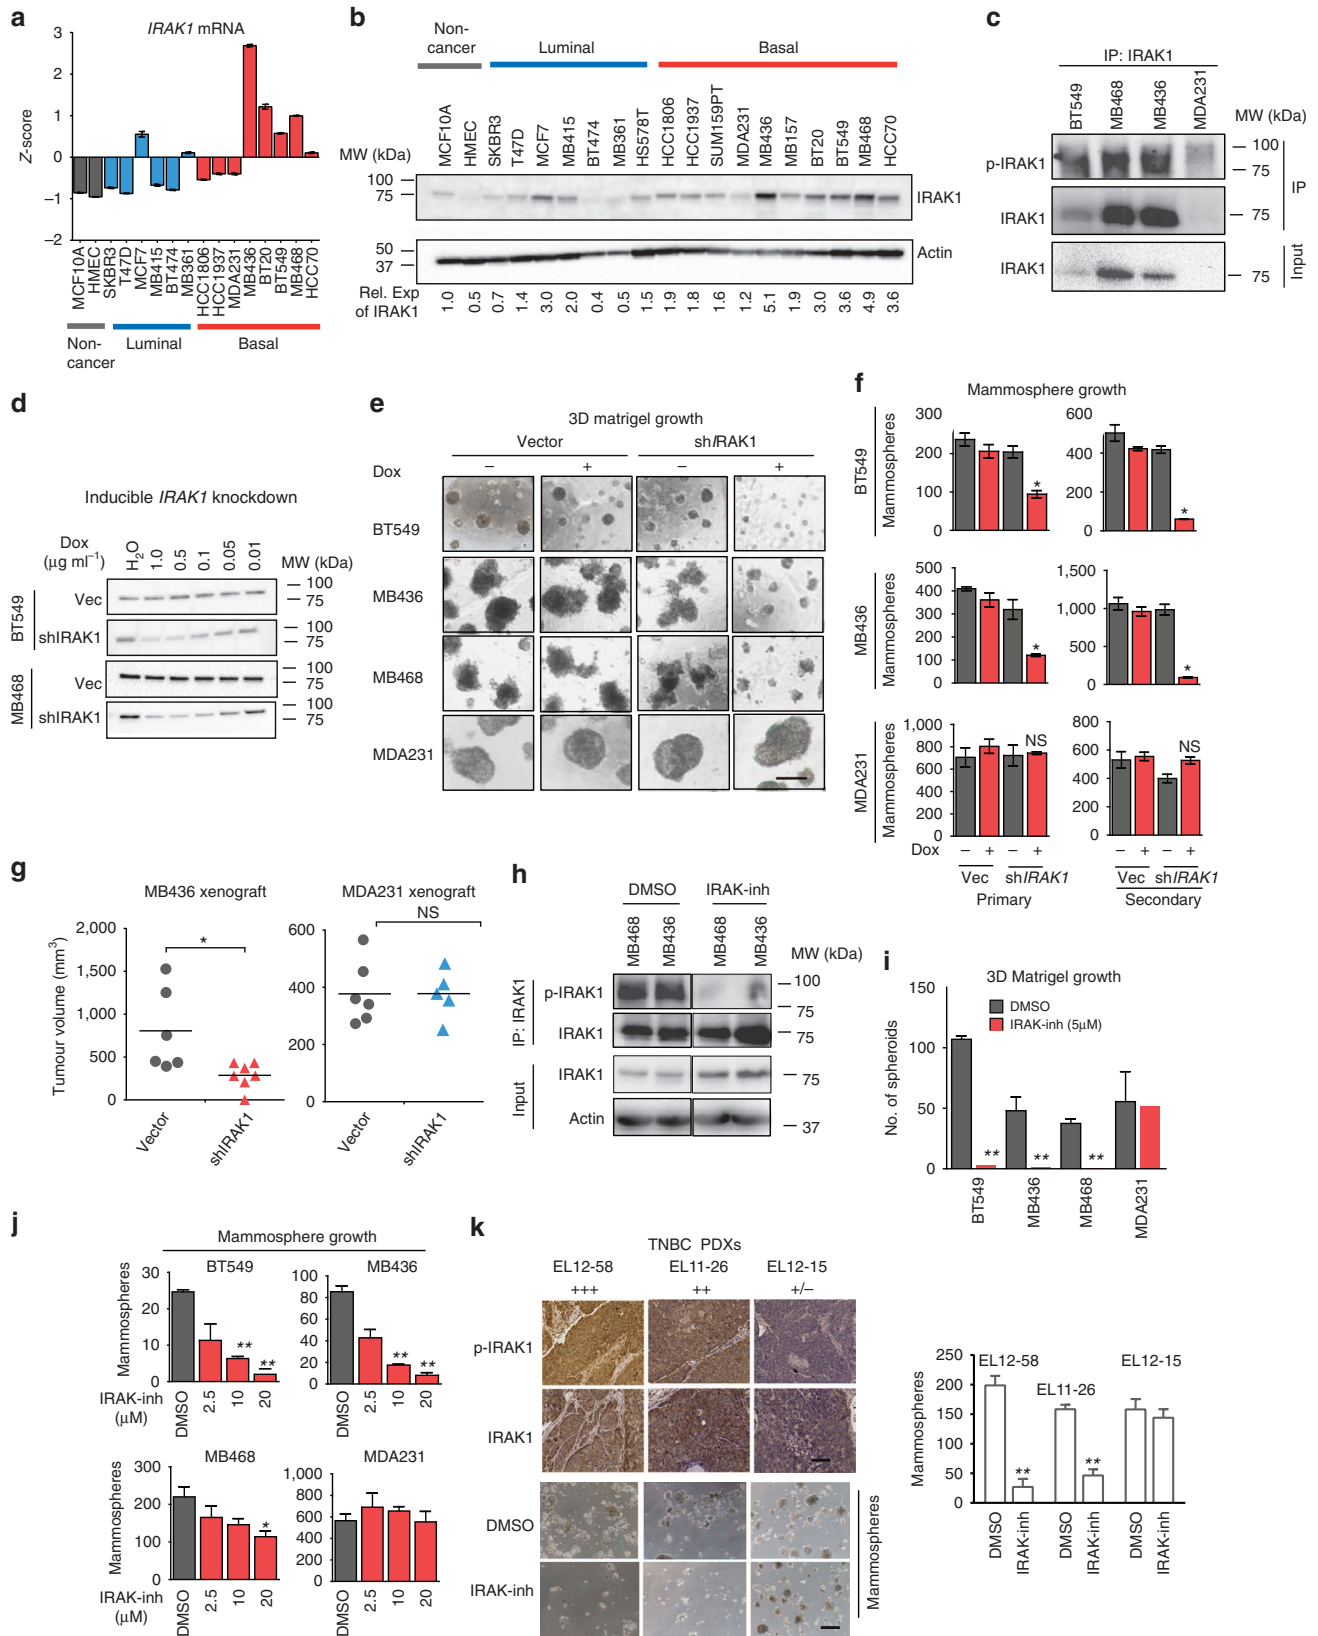 a
IRAK1 mRNA
Z-score
3
2
1
0
−1
−2
MCF10A
HMEC
SKBR3
T47D
MCF7
MB415
BT474
MB361
HCC1806
HCC1937
MDA231
MB436
BT20
BT549
MB468
HCC70
Non-cancer
Luminal
Basal
b
Non-cancer
Luminal
Basal
MW (kDa)
MCF10A
HMEC
SKBR3
T47D
MCF7
MB415
BT474
MB361
HS578T
HCC1806
HCC1937
SUM159PT
MDA231
MB436
MB157
BT20
BT549
MB468
HCC70
100
75
IRAK1
50
37
Actin
Rel. Exp of IRAK1
1.0 0.5 0.7 1.4 3.0 2.0 0.4 0.5 1.5 1.9 1.8 1.6 1.2 5.1 1.9 3.0 3.6 4.9 3.6
c
IP: IRAK1
BT549 MB468 MB436 MDA231
MW (kDa)
p-IRAK1
100
75
IRAK1
75
IP
IRAK1
75
Input
d
Inducible IRAK1 knockdown
Dox (μg ml−1)
H2O 1.0 0.5 0.1 0.05 0.01
MW (kDa)
BT549
Vec
100
75
shIRAK1
100
75
MB468
Vec
100
75
shIRAK1
100
75
e
3D matrigel growth
Vector
shIRAK1
Dox
− + − +
BT549
MB436
MB468
MDA231
f
Mammosphere growth
BT549
Mammospheres
300
200
100
0
*
600
400
200
0
*
MB436
Mammospheres
500
400
300
200
100
0
*
1,500
1,000
500
0
*
MDA231
Mammospheres
1,000
800
600
400
200
0
NS
800
600
400
200
0
NS
Dox − + − + − + − +
Vec shIRAK1 Vec shIRAK1
Primary Secondary
g
MB436 xenograft
Tumour volume (mm3)
2,000
1,500
1,000
500
0
*
Vector
shIRAK1
MDA231 xenograft
NS
600
400
200
0
Vector
shIRAK1
h
DMSO IRAK-inh
MB468 MB436 MB468 MB436
MW (kDa)
IP: IRAK1
p-IRAK1
100
75
IRAK1
75
Input
IRAK1
75
Actin
37
i
3D Matrigel growth
No. of spheroids
150
100
50
0
DMSO
IRAK-inh (5μM)
** ** **
BT549
MB436
MB468
MDA231
j
Mammosphere growth
BT549
Mammospheres
30
20
10
0
** **
IRAK-inh (μM)
DMSO 2.5 10 20
MB436
100
80
60
40
20
0
** **
DMSO 2.5 10 20
MB468
Mammospheres
300
200
100
0
*
IRAK-inh (μM)
DMSO 2.5 10 20
MDA231
1,000
800
600
400
200
0
DMSO 2.5 10 20
k
TNBC PDXs
EL12-58 EL11-26 EL12-15
+++ ++ +/−
p-IRAK1
IRAK1
DMSO
IRAK-inh
Mammospheres
Mammospheres
250
200
150
100
50
0
EL12-58
EL11-26
EL12-15
** **
DMSO
IRAK-inh
DMSO
IRAK-inh
DMSO
IRAK-inh